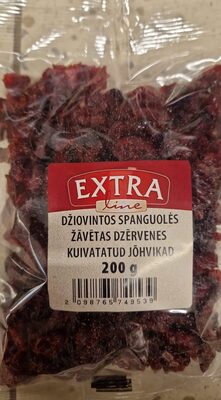 EXTRA
line
DŽIOVINTOS SPANGUOLĖS
ŽĀVĒTAS DZĒRVENES
KUIVATATUD JÕHVIKAD
200 g
2 098765 749539